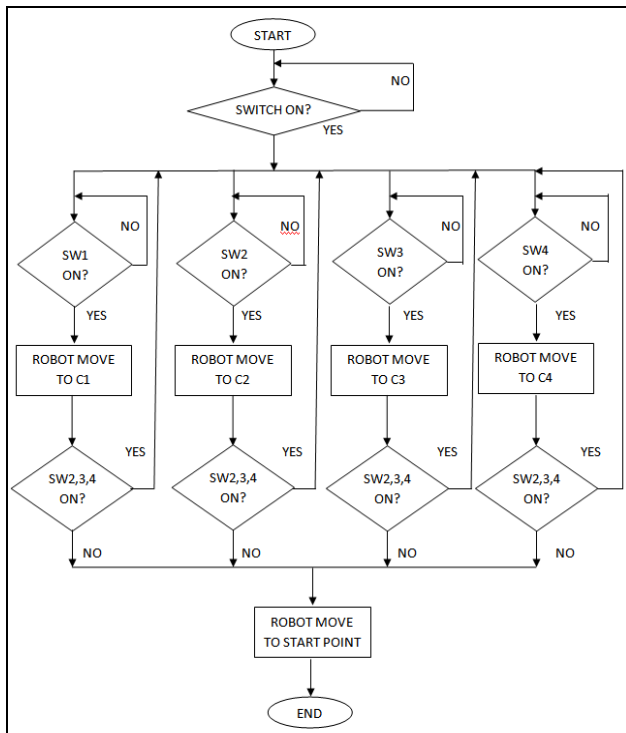 START
NO
SWITCH ON?
YES
NO
NO
NO
NO
SW1
ON?
SW2
ON?
SW3
ON?
SW4
ON?
YES
YES
YES
YES
ROBOT MOVE
TO C1
ROBOT MOVE
TO C2
ROBOT MOVE
TO C3
ROBOT MOVE
TO C4
YES
YES
YES
YES
SW2,3,4
ON?
SW2,3,4
ON?
SW2,3,4
ON?
SW2,3,4
ON?
NO
NO
NO
NO
ROBOT MOVE
TO START POINT
END